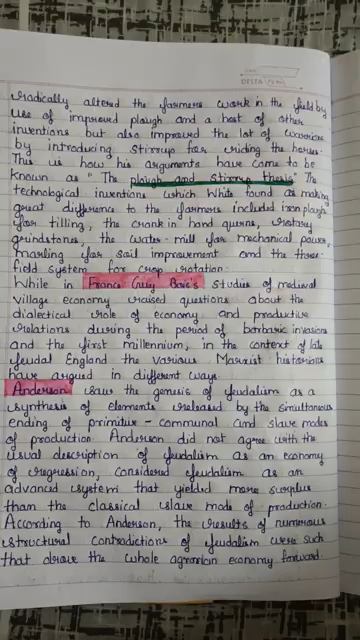 radically altered the farmers work in the field by
use of improved plough and a host of other
inventions but also improved the lot of warriors
by introducing stirrup for riding the horses.
This is how his arguments have come to be
known as "The plough and stirrup thesis" The
technological inventions which White found as making
great difference to the farmers included iron plough
for tilling, the crank in hand querns, rotary
grindstones, the water-mill for mechanical power,
marling for soil improvement and the three-
field system for crop rotation.
While in France Guy Bois's studies of medieval
village economy raised questions about the
dialectical role of economy and productive
relations during the period of barbaric invasions
and the first millennium, in the context of late
feudal England the various Marxist historians
have argued in different ways.
Anderson saw the genesis of feudalism as a
synthesis of elements released by the simultaneous
ending of primitive-communal and slave modes
of production. Anderson did not agree with the
usual description of feudalism as an economy
of regression, considered feudalism as an
advanced system that yielded more surplus
than the classical slave mode of production.
According to Anderson, the results of numerous
structural contradictions of feudalism were such
that drove the whole agrarian economy forward.